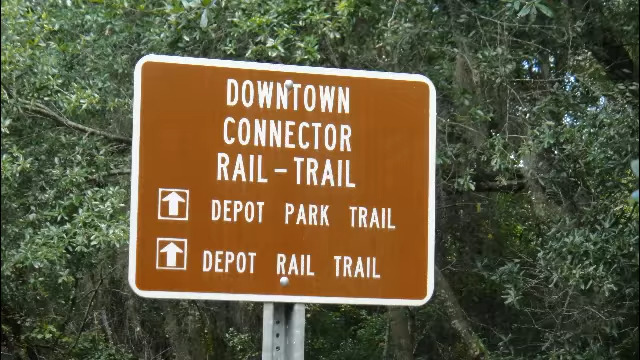 DOWNTOWN
CONNECTOR
RAIL-TRAIL
DEPOT PARK TRAIL
DEPOT RAIL TRAIL